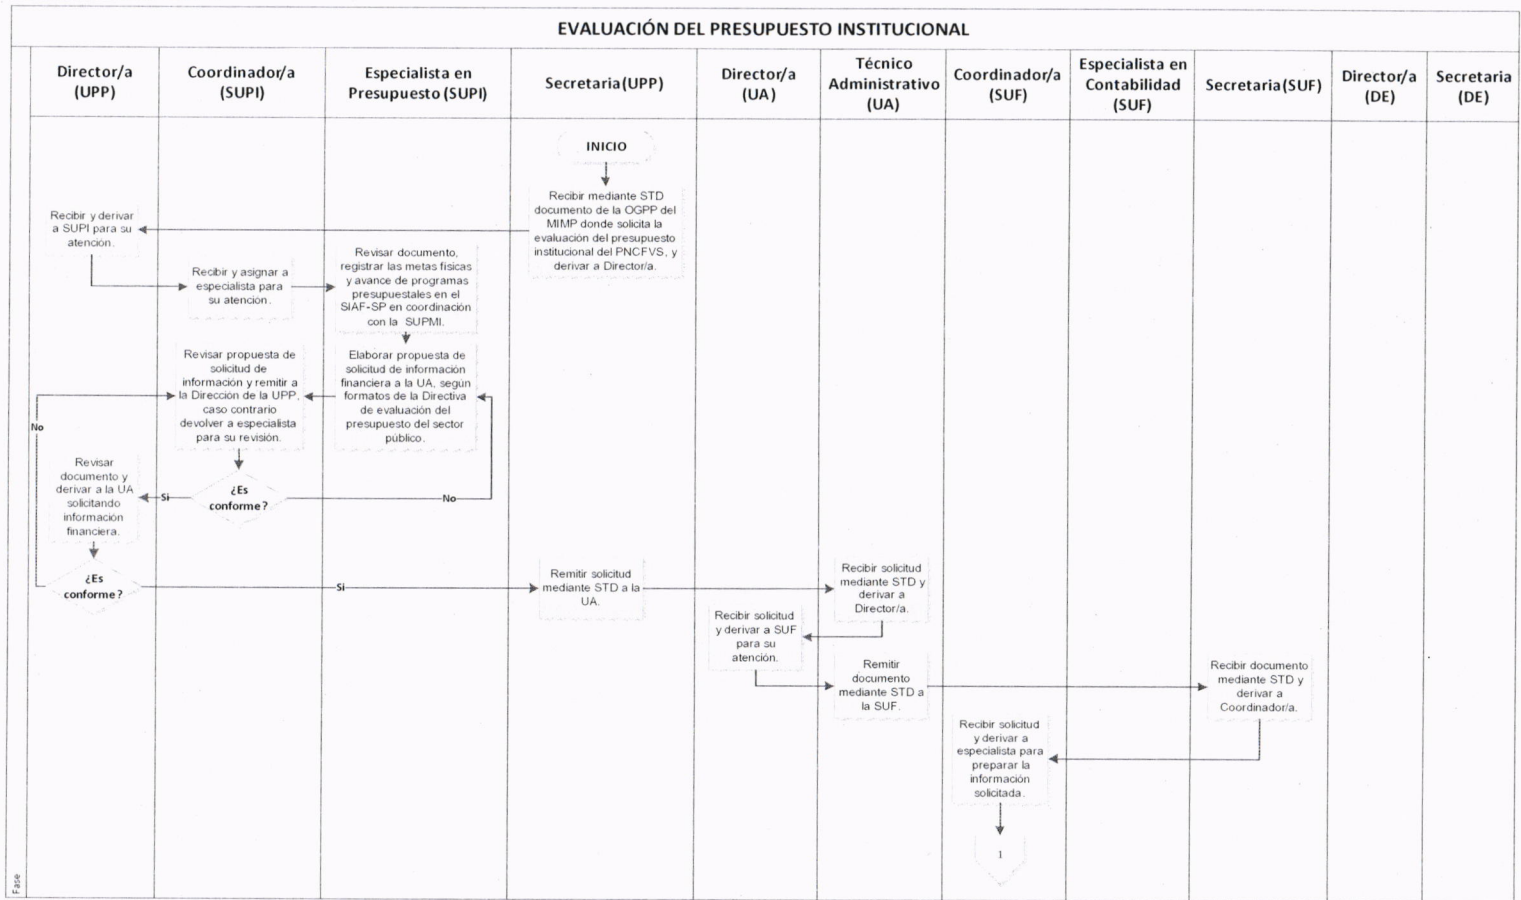 EVALUACIÓN DEL PRESUPUESTO INSTITUCIONAL
Director/a
(UPP)
Coordinador/a
(SUPI)
Especialista en
Presupuesto (SUPI)
Secretaria(UPP)
Director/a
(UA)
Técnico
Administrativo
(UA)
Coordinador/a
(SUF)
Especialista en
Contabilidad
(SUF)
Secretaria(SUF)
Director/a
(DE)
Secretaria
(DE)
INICIO
Recibir mediante STD
documento de la OGPP del
MIMP donde solicita la
evaluación del presupuesto
institucional del PNCFVS, y
derivar a Director/a.
Recibir y derivar
a SUPI para su
atención.
Recibir y asignar a
especialista para
su atención.
Revisar documento,
registrar las metas físicas
y avance de programas
presupuestales en el
SIAF-SP en coordinación
con la SUPMI.
Elaborar propuesta de
solicitud de información
financiera a la UA, según
formatos de la Directiva
de evaluación del
presupuesto del sector
público.
Revisar propuesta de
solicitud de
información y remitir a
la Dirección de la UPP,
caso contrario
devolver a especialista
para su revisión.
No
¿Es
conforme?
Si
No
Revisar
documento y
derivar a la UA
solicitando
información
financiera.
¿Es
conforme?
Si
Remitir solicitud
mediante STD a la
UA.
Recibir solicitud
mediante STD y
derivar a
Director/a.
Recibir solicitud
y derivar a SUF
para su
atención.
Remitir
documento
mediante STD a
la SUF.
Recibir documento
mediante STD y
derivar a
Coordinador/a.
Recibir solicitud
y derivar a
especialista para
preparar la
información
solicitada.
1
Fase